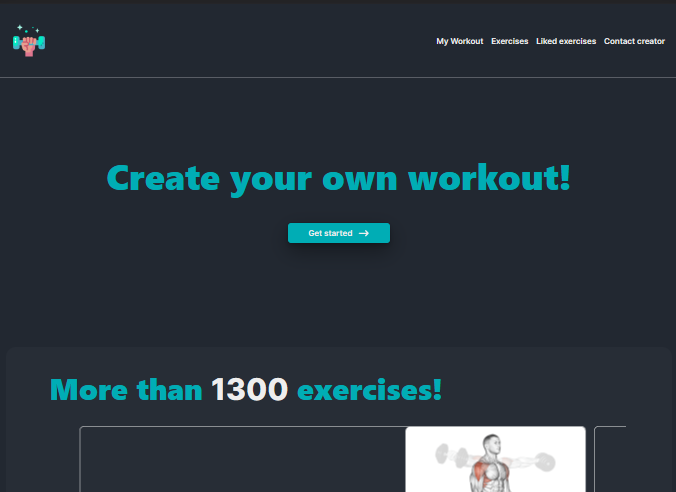 My Workout Exercises Liked exercises Contact creator
Create your own workout!
Get started
More than 1300 exercises!